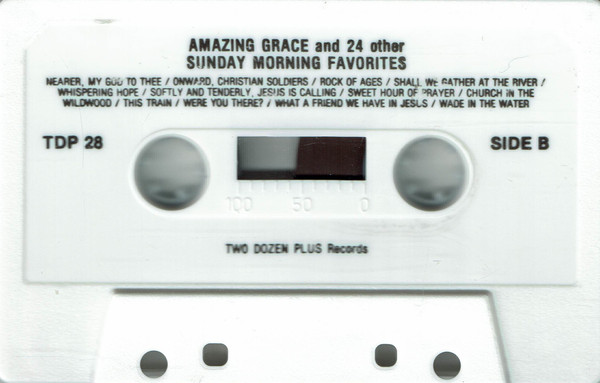 AMAZING GRACE and 24 other
SUNDAY MORNING FAVORITES
NEARER, MY GOD TO THEE / ONWARD, CHRISTIAN SOLDIERS / ROCK OF AGES / SHALL WE GATHER AT THE RIVER /
WHISPERING HOPE / SOFTLY AND TENDERLY, JESUS IS CALLING / SWEET HOUR OF PRAYER / CHURCH IN THE
WILDWOOD / THIS TRAIN / WERE YOU THERE? / WHAT A FRIEND WE HAVE IN JESUS / WADE IN THE WATER
TDP 28
SIDE B
100 50 0
TWO DOZEN PLUS Records